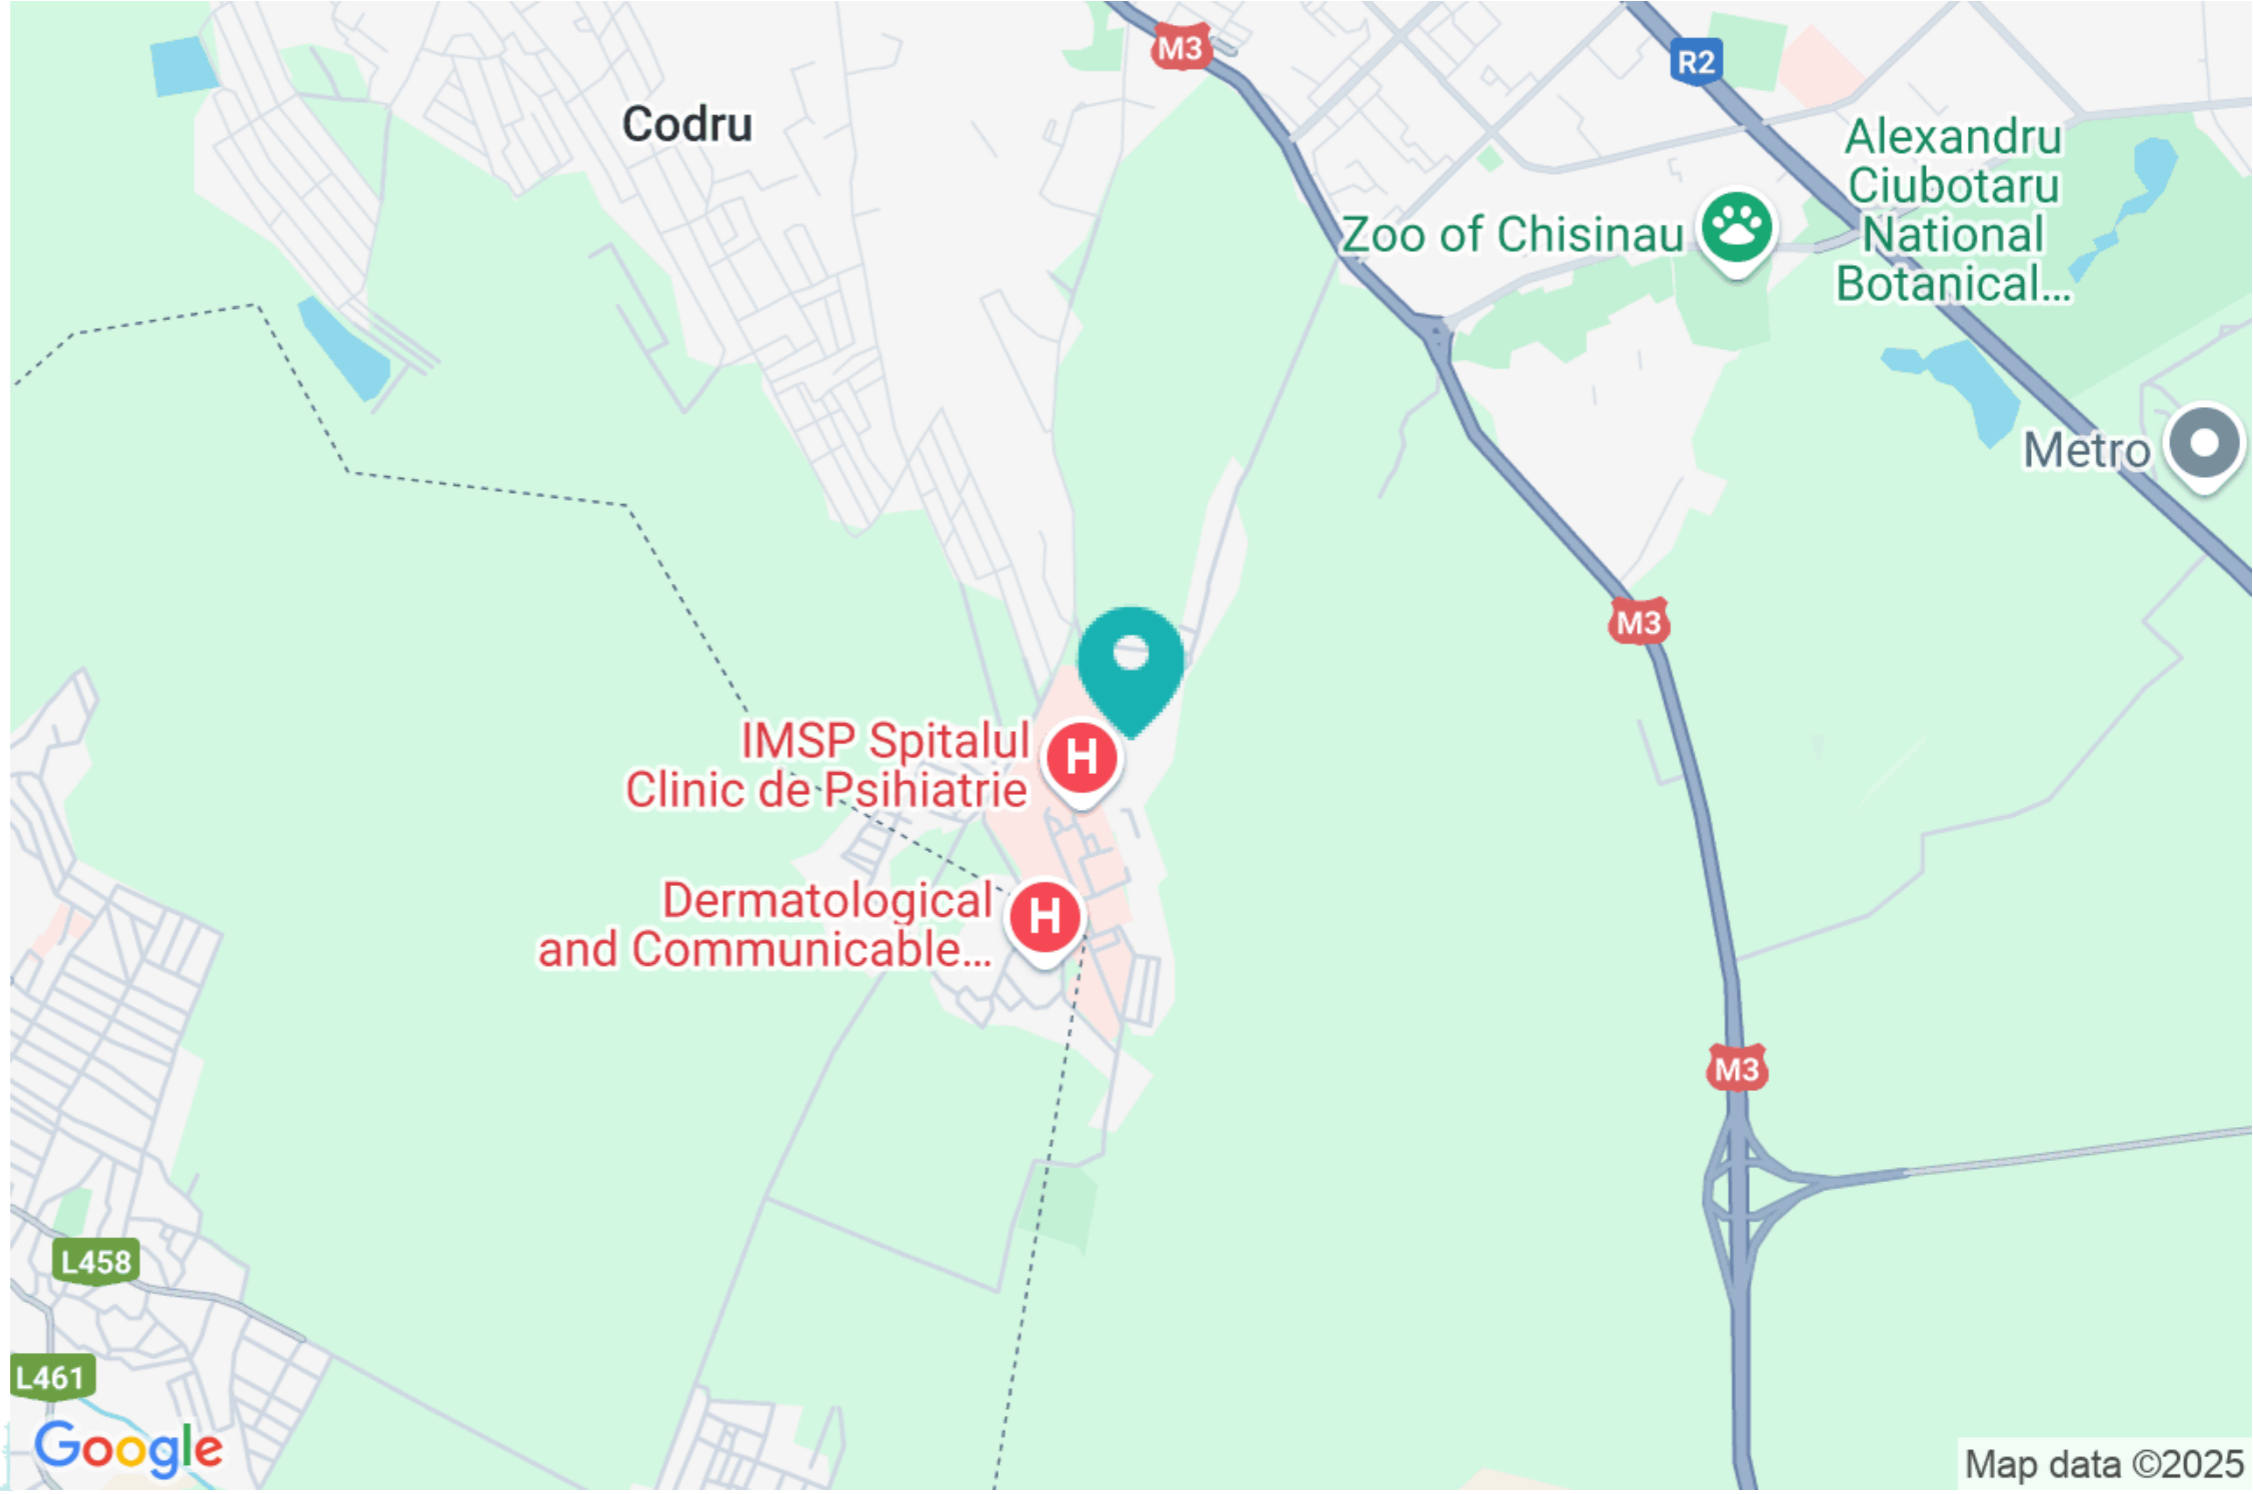 M3
R2
Codru
Alexandru
Ciubotaru
National
Botanical...
Zoo of Chisinau
Metro
M3
IMSP Spitalul
Clinic de Psihiatrie
H
Dermatological
and Communicable...
H
M3
L458
L461
Google
Map data ©2025